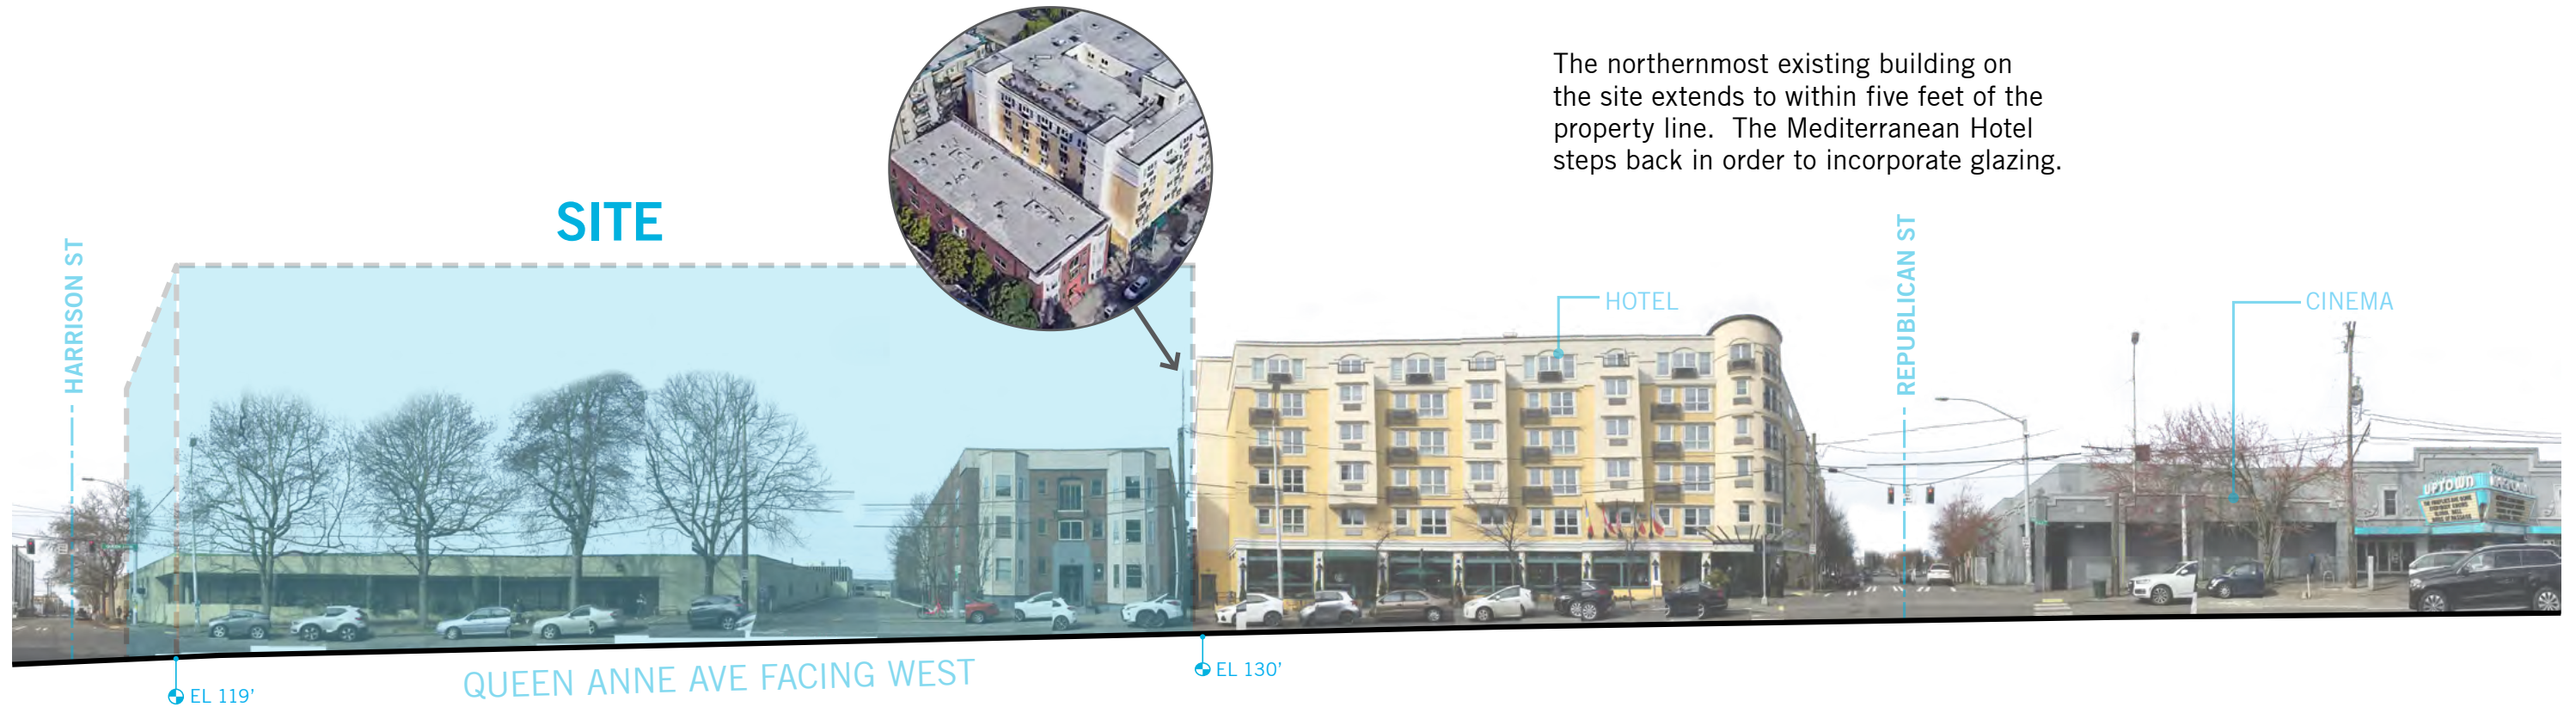 The northernmost existing building on
the site extends to within five feet of the
property line. The Mediterranean Hotel
steps back in order to incorporate glazing.
SITE
HARRISON ST
REPUBLICAN ST
HOTEL
CINEMA
UPTOWN
EL 119’
QUEEN ANNE AVE FACING WEST
EL 130’